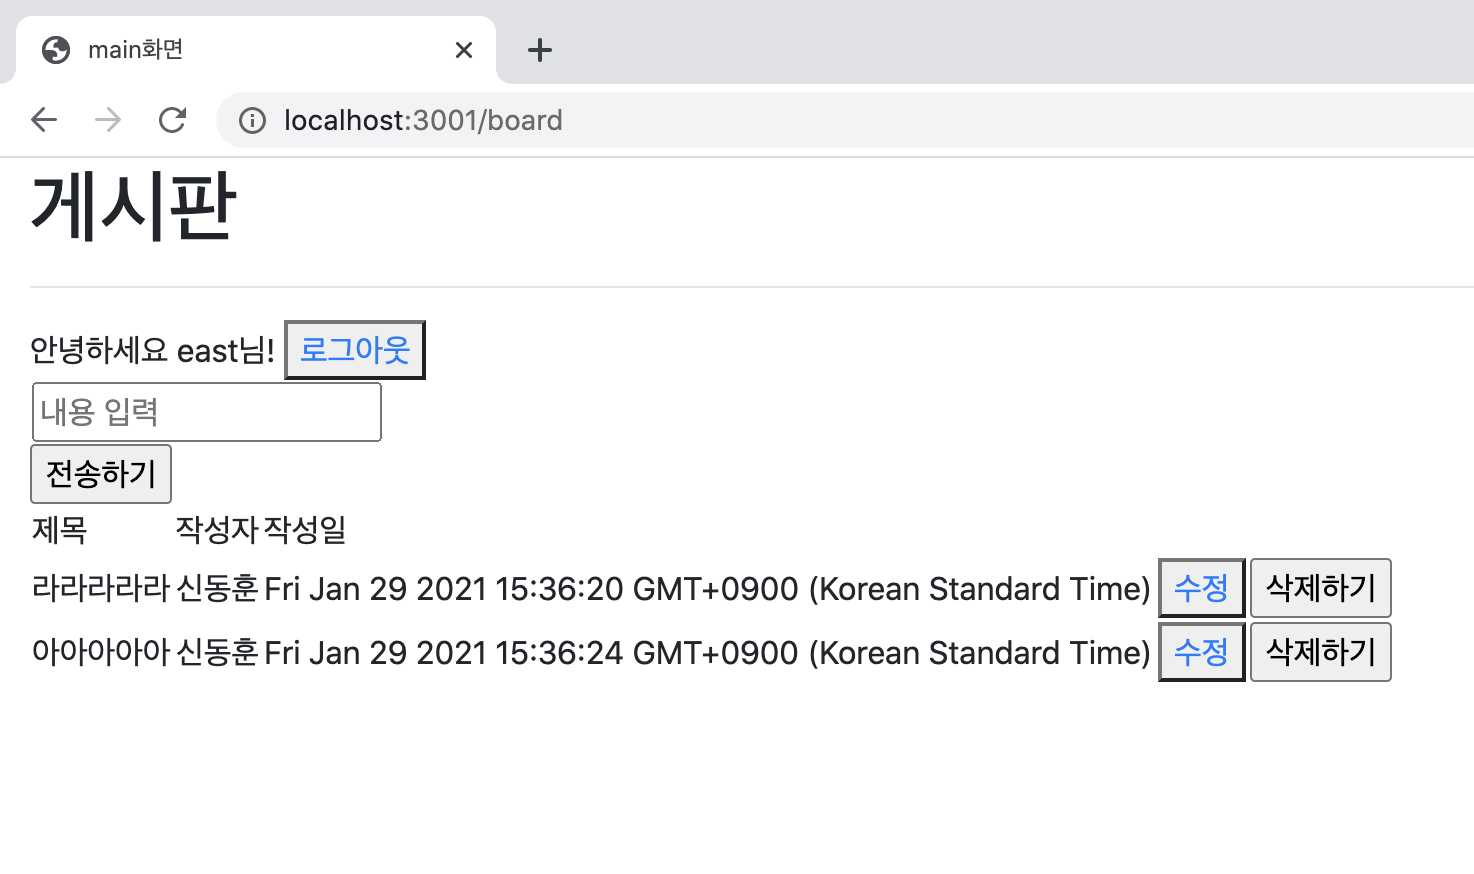 main화면
localhost:3001/board
게시판
안녕하세요 east님! 로그아웃
내용 입력
전송하기
제목 작성자 작성일
라라라라라 신동훈 Fri Jan 29 2021 15:36:20 GMT+0900 (Korean Standard Time) 수정 삭제하기
아아아아아 신동훈 Fri Jan 29 2021 15:36:24 GMT+0900 (Korean Standard Time) 수정 삭제하기